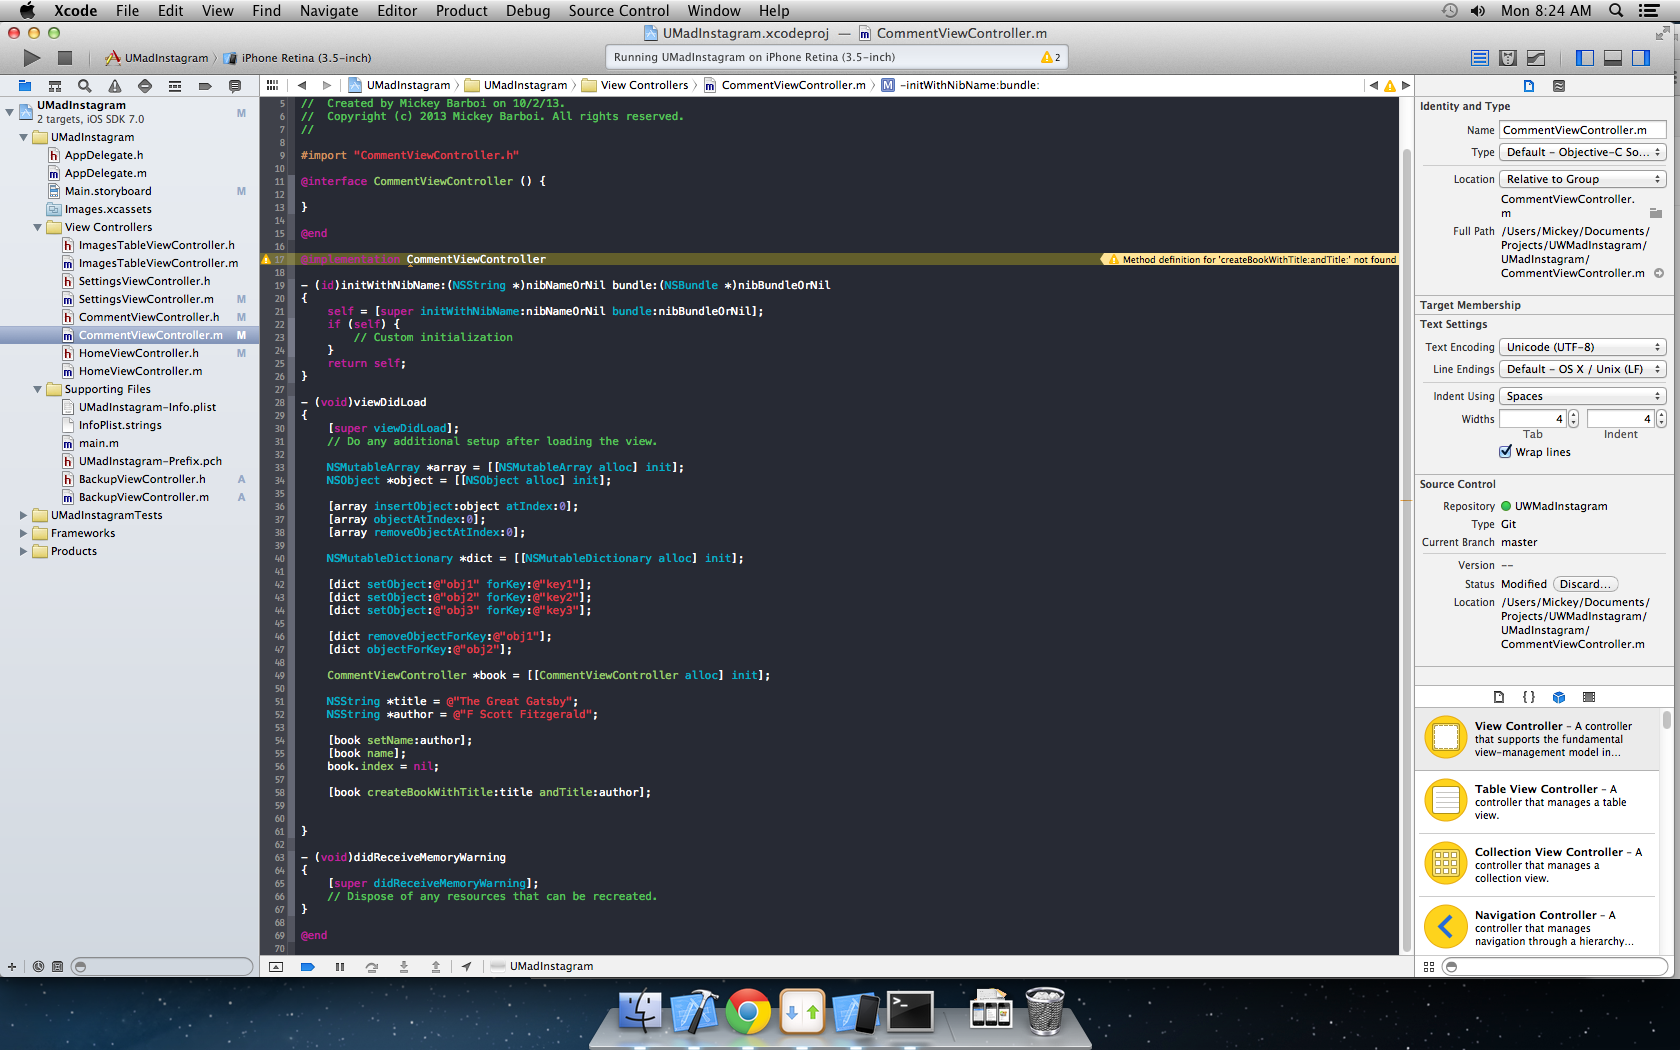 Xcode File Edit View Find Navigate Editor Product Debug Source Control Window Help Mon 8:24 AM
UMadInstagram.xcodeproj — CommentViewController.m
UMadInstagram 〉 iPhone Retina (3.5-inch)
Running UMadInstagram on iPhone Retina (3.5-inch) 2
UMadInstagram 〉 UMadInstagram 〉 View Controllers 〉 CommentViewController.m 〉 M -initWithNibName:bundle:
UMadInstagram M
2 targets, iOS SDK 7.0
UMadInstagram
h AppDelegate.h
m AppDelegate.m
Main.storyboard M
Images.xcassets
View Controllers
h ImagesTableViewController.h
m ImagesTableViewController.m
h SettingsViewController.h
m SettingsViewController.m M
h CommentViewController.h M
m CommentViewController.m M
h HomeViewController.h M
m HomeViewController.m
Supporting Files
UMadInstagram-Info.plist
InfoPlist.strings
m main.m
h UMadInstagram-Prefix.pch
h BackupViewController.h A
m BackupViewController.m A
UMadInstagramTests
Frameworks
Products
5 //  Created by Mickey Barboi on 10/2/13.
6 //  Copyright (c) 2013 Mickey Barboi. All rights reserved.
7 //
8
9 #import "CommentViewController.h"
10
11 @interface CommentViewController () {
12
13 }
14
15 @end
16
17 @implementation CommentViewController Method definition for 'createBookWithTitle:andTitle:' not found
18
19 - (id)initWithNibName:(NSString *)nibNameOrNil bundle:(NSBundle *)nibBundleOrNil
20 {
21     self = [super initWithNibName:nibNameOrNil bundle:nibBundleOrNil];
22     if (self) {
23         // Custom initialization
24     }
25     return self;
26 }
27
28 - (void)viewDidLoad
29 {
30     [super viewDidLoad];
31     // Do any additional setup after loading the view.
32
33     NSMutableArray *array = [[NSMutableArray alloc] init];
34     NSObject *object = [[NSObject alloc] init];
35
36     [array insertObject:object atIndex:0];
37     [array objectAtIndex:0];
38     [array removeObjectAtIndex:0];
39
40     NSMutableDictionary *dict = [[NSMutableDictionary alloc] init];
41
42     [dict setObject:@"obj1" forKey:@"key1"];
43     [dict setObject:@"obj2" forKey:@"key2"];
44     [dict setObject:@"obj3" forKey:@"key3"];
45
46     [dict removeObjectForKey:@"obj1"];
47     [dict objectForKey:@"obj2"];
48
49     CommentViewController *book = [[CommentViewController alloc] init];
50
51     NSString *title = @"The Great Gatsby";
52     NSString *author = @"F Scott Fitzgerald";
53
54     [book setName:author];
55     [book name];
56     book.index = nil;
57
58     [book createBookWithTitle:title andTitle:author];
59
60
61 }
62
63 - (void)didReceiveMemoryWarning
64 {
65     [super didReceiveMemoryWarning];
66     // Dispose of any resources that can be recreated.
67 }
68
69 @end
70
UMadInstagram
Identity and Type
Name CommentViewController.m
Type Default - Objective-C So...
Location Relative to Group
CommentViewController.
m
Full Path /Users/Mickey/Documents/
Projects/UWMadInstagram/
UMadInstagram/
CommentViewController.m
Target Membership
Text Settings
Text Encoding Unicode (UTF-8)
Line Endings Default - OS X / Unix (LF)
Indent Using Spaces
Widths 4 4
Tab Indent
Wrap lines
Source Control
Repository UWMadInstagram
Type Git
Current Branch master
Version --
Status Modified Discard...
Location /Users/Mickey/Documents/
Projects/UWMadInstagram/
UMadInstagram/
CommentViewController.m
{ }
View Controller - A controller
that supports the fundamental
view-management model in...
Table View Controller - A
controller that manages a table
view.
Collection View Controller - A
controller that manages a
collection view.
Navigation Controller - A
controller that manages
navigation through a hierarchy...